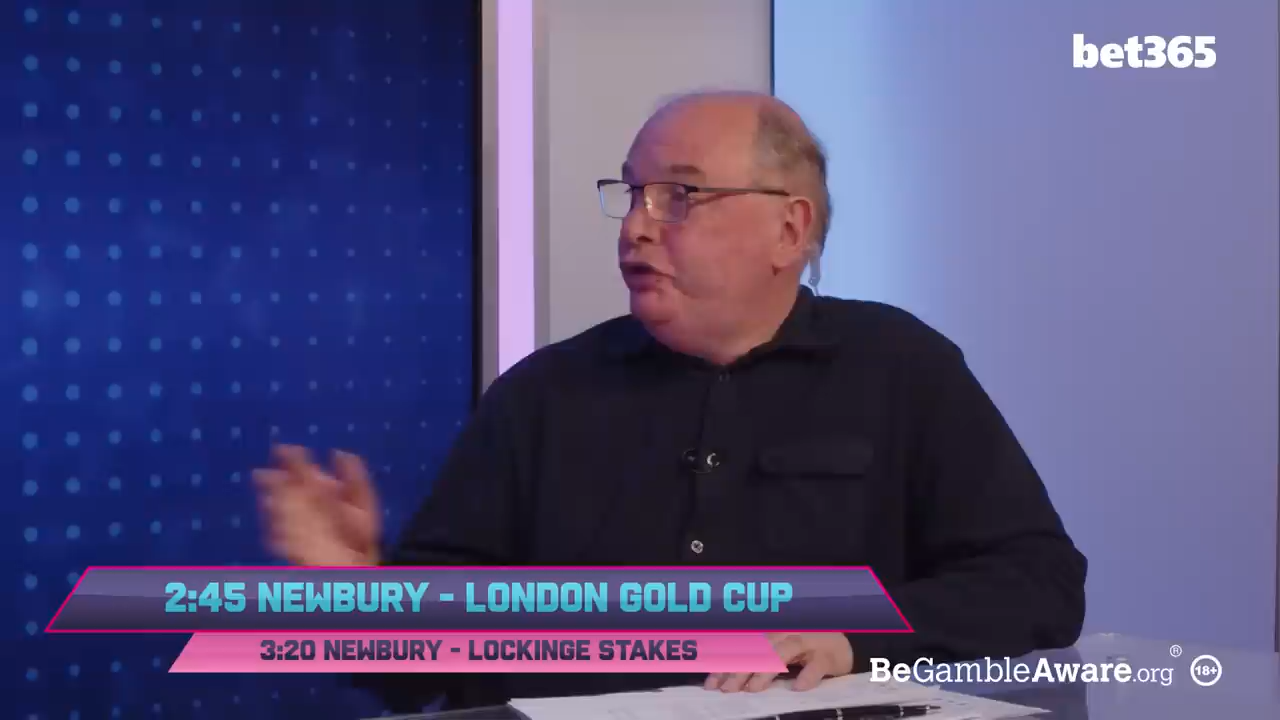 bet365
2:45 NEWBURY - LONDON GOLD CUP
3:20 NEWBURY - LOCKINGE STAKES
BeGambleAware.org ®
18+